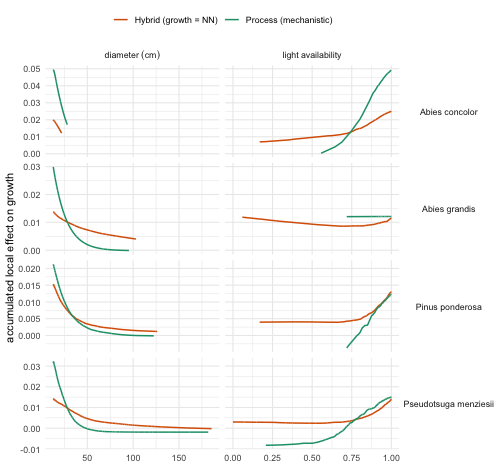 Hybrid (growth = NN) Process (mechanistic)
diameter (cm) light availability
accumulated local effect on growth
0.05
0.04
0.03
0.02
0.01
0.00
Abies concolor
0.03
0.02
0.01
0.00
Abies grandis
0.020
0.015
0.010
0.005
0.000
Pinus ponderosa
0.03
0.02
0.01
0.00
-0.01
Pseudotsuga menziesii
50 100 150 0.00 0.25 0.50 0.75 1.00